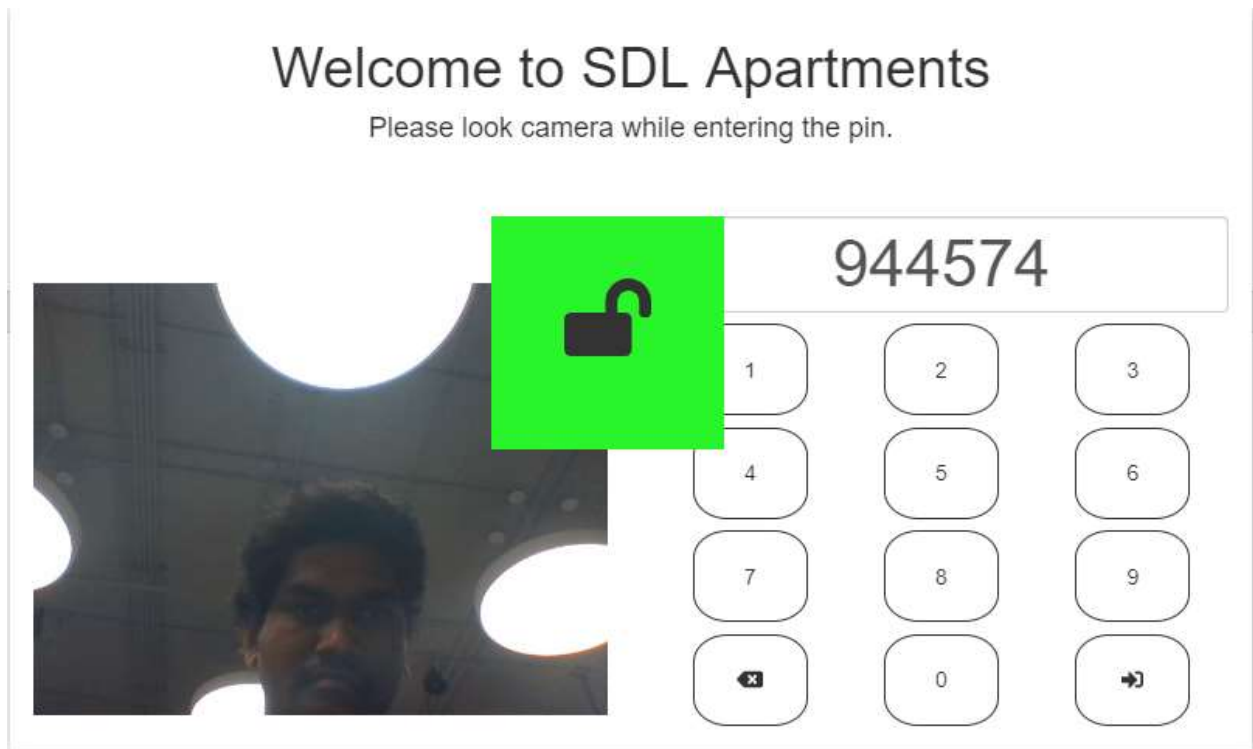 Welcome to SDL Apartments
Please look camera while entering the pin.
944574
1 2 3
4 5 6
7 8 9
0